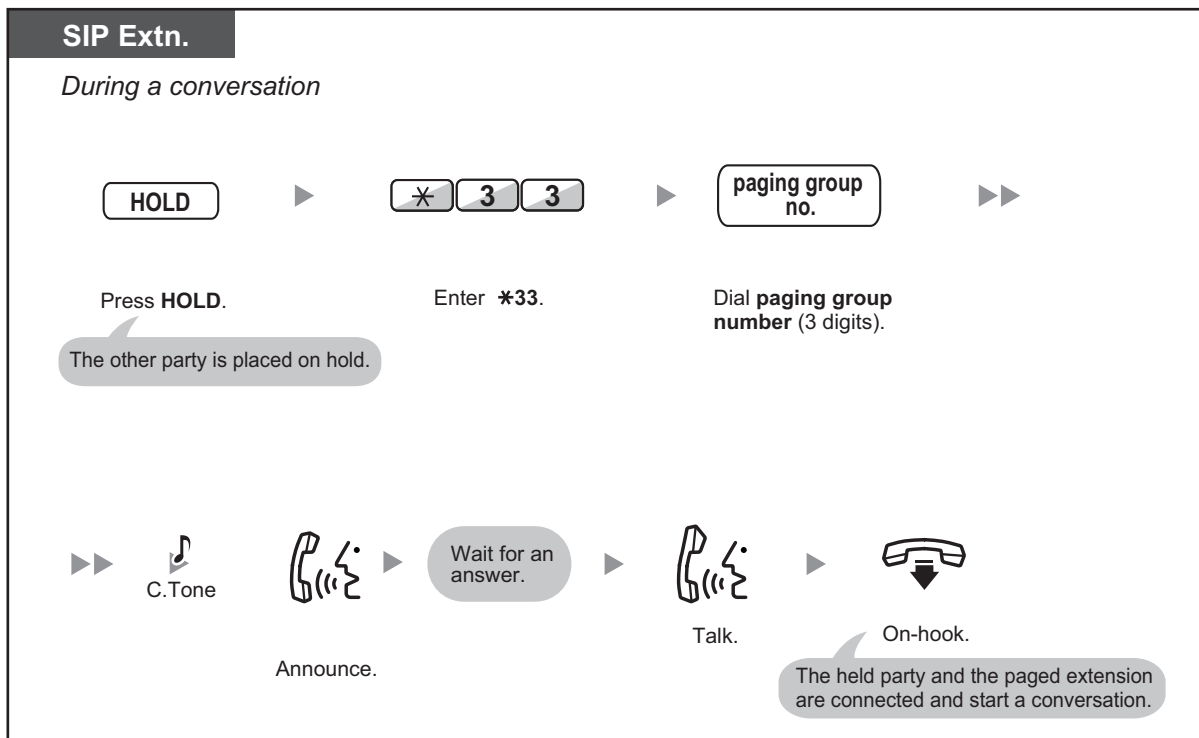 SIP Extn.
During a conversation
HOLD
* 3 3
paging group
no.
Press HOLD.
Enter *33.
Dial paging group
number (3 digits).
The other party is placed on hold.
C.Tone
Wait for an
answer.
Announce.
Talk.
On-hook.
The held party and the paged extension
are connected and start a conversation.